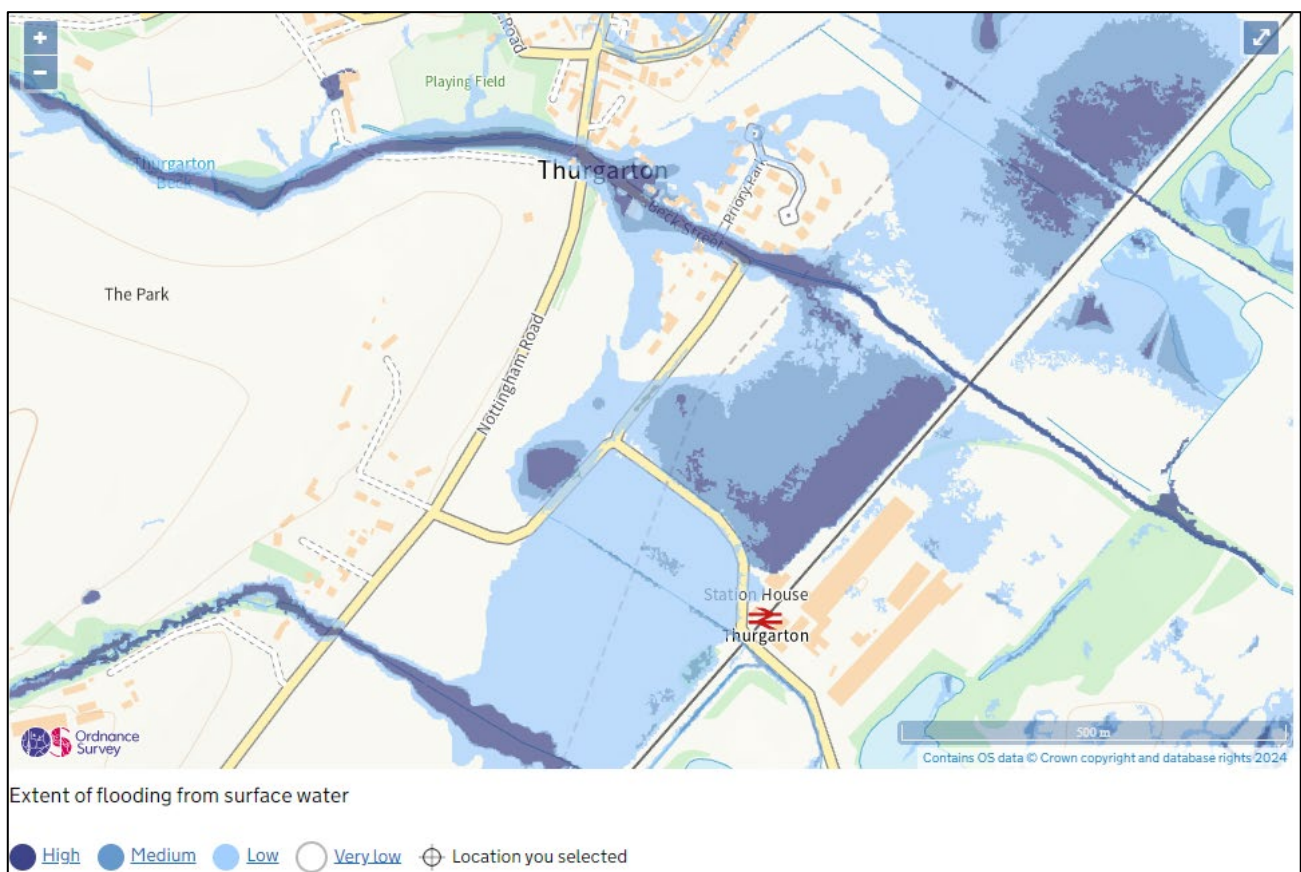 +
−
Road
Playing Field
Thurgarton
Beck
Thurgarton
Beck Street
Priory Park
The Park
Nottingham Road
Station House
Thurgarton
Ordnance
Survey
500 m
Contains OS data © Crown copyright and database rights 2024
Extent of flooding from surface water
High Medium Low Very low Location you selected